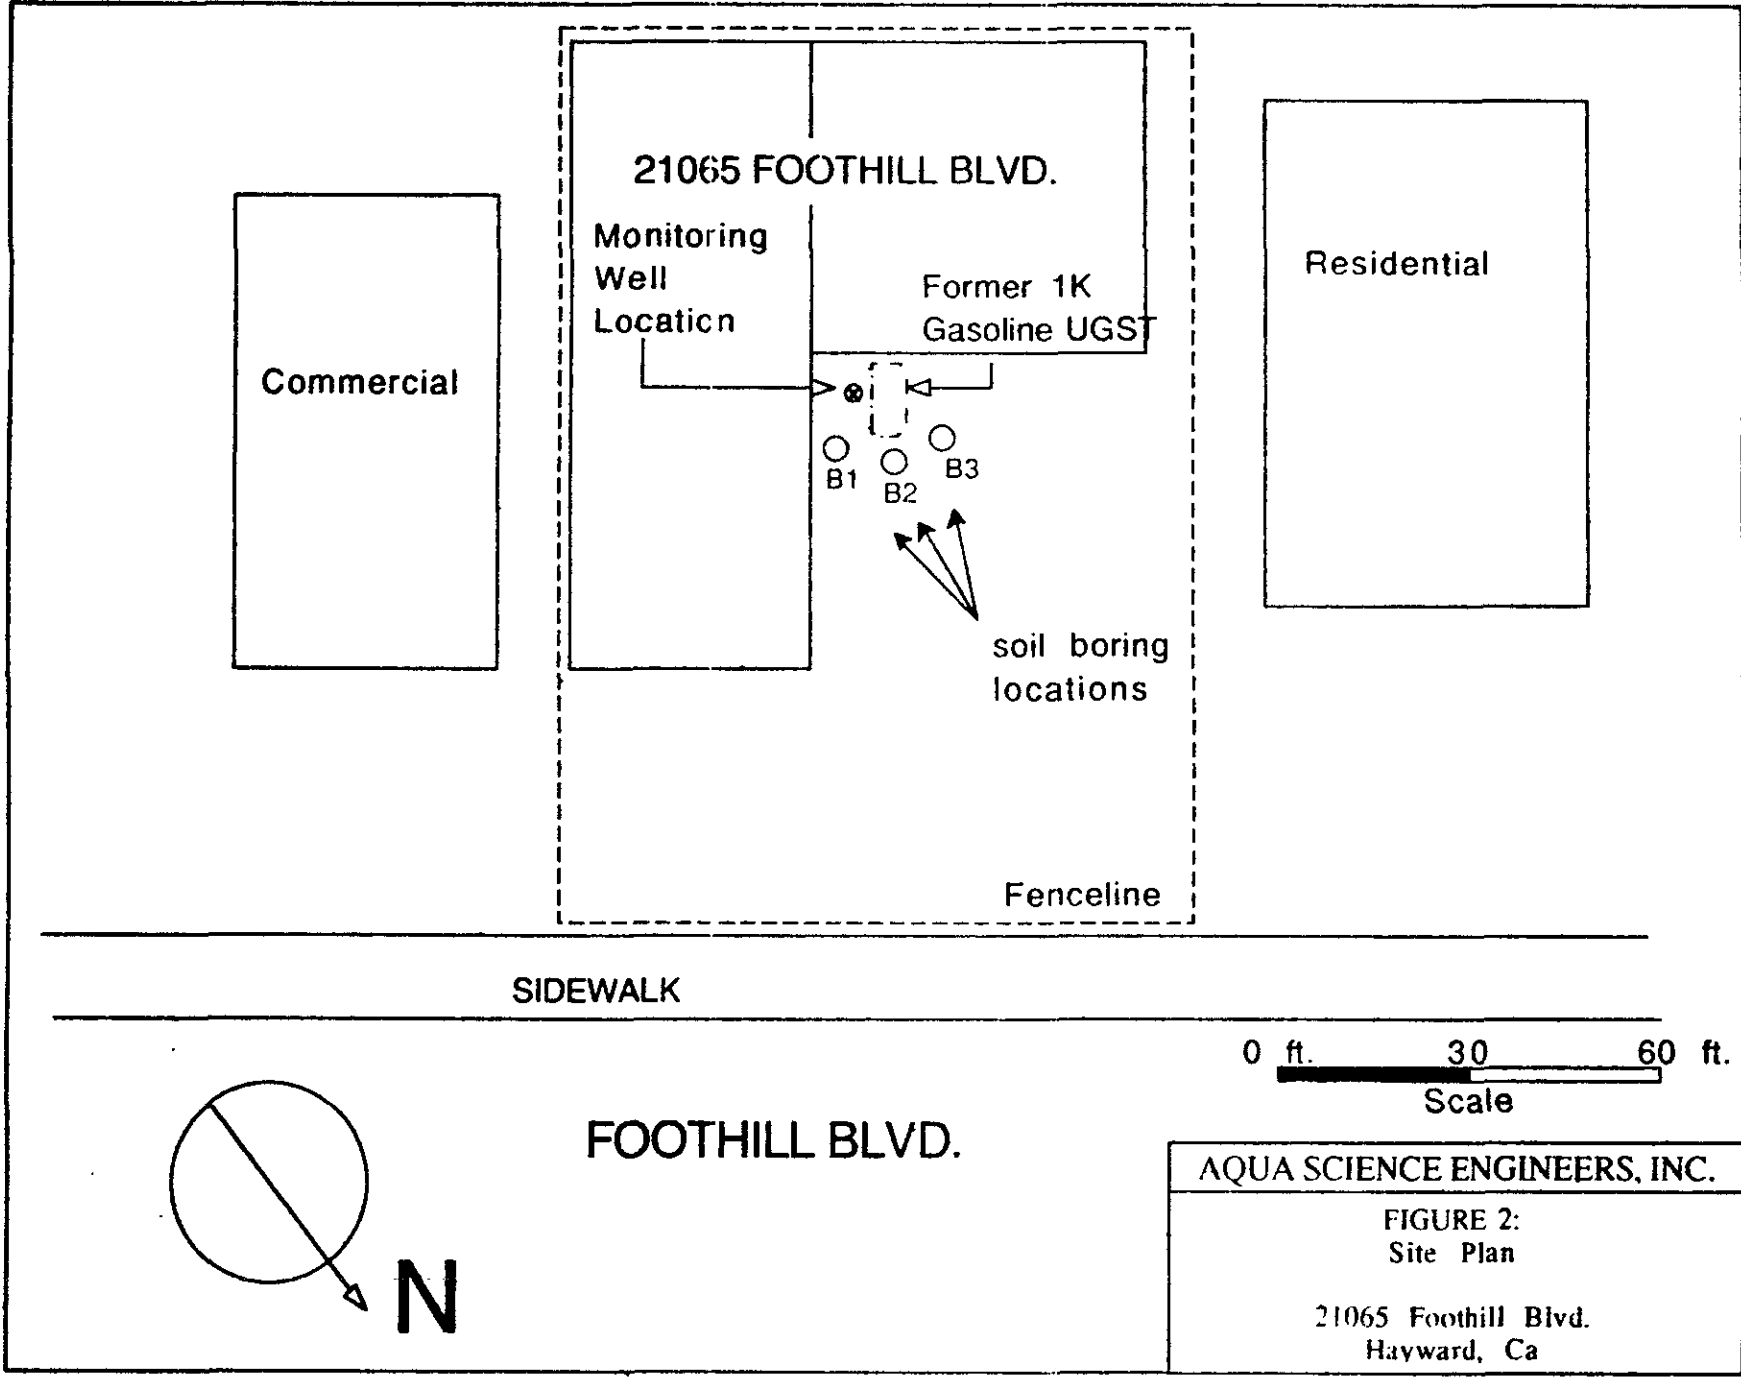 21065 FOOTHILL BLVD.
Monitoring
Well
Location
Former 1K
Gasoline UGST
Residential
Commercial
B1
B2
B3
soil boring
locations
Fenceline
SIDEWALK
0 ft. 30 60 ft.
Scale
FOOTHILL BLVD.
N
AQUA SCIENCE ENGINEERS, INC.
FIGURE 2:
Site Plan
21065 Foothill Blvd.
Hayward, Ca